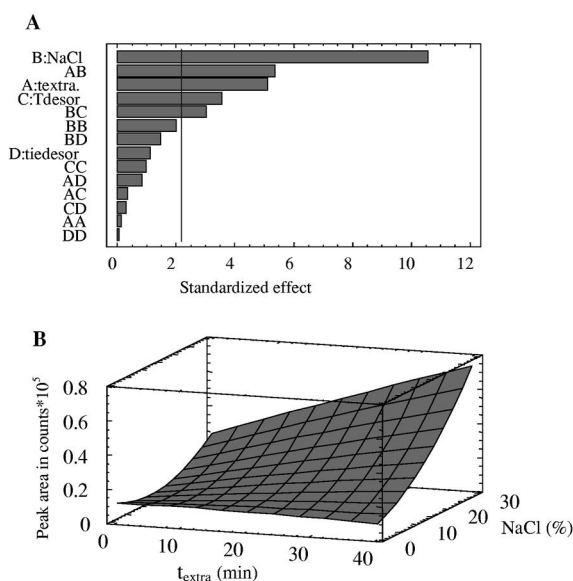 A
B:NaCl
AB
A:textra.
C:Tdesor
BC
BB
BD
D:tiedesor
CC
AD
AC
CD
AA
DD
0 2 4 6 8 10 12
Standardized effect
B
Peak area in counts*10⁵
0.8
0.6
0.4
0.2
0
0 10 20 30 40
t_extra (min)
0 10 20 30
NaCl (%)